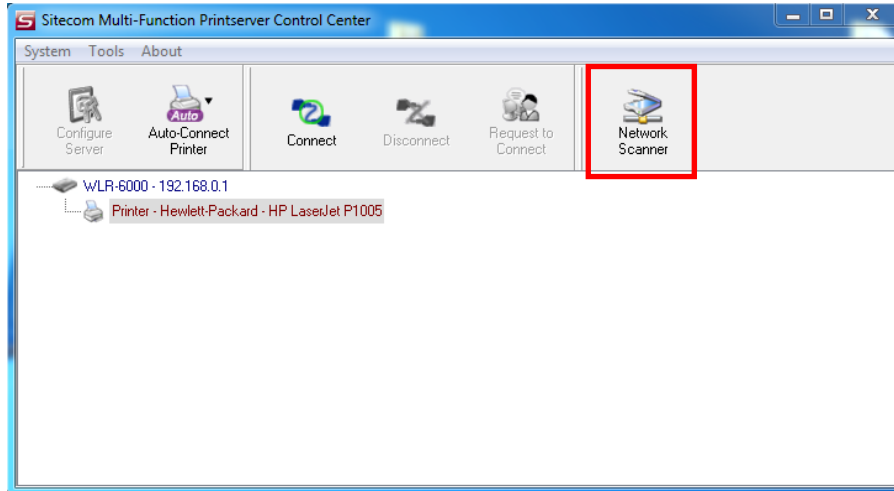 Sitecom Multi-Function Printserver Control Center
System Tools About
Configure
Server
Auto
Auto-Connect
Printer
Connect
Disconnect
Request to
Connect
Network
Scanner
WLR-6000 - 192.168.0.1
Printer - Hewlett-Packard - HP LaserJet P1005